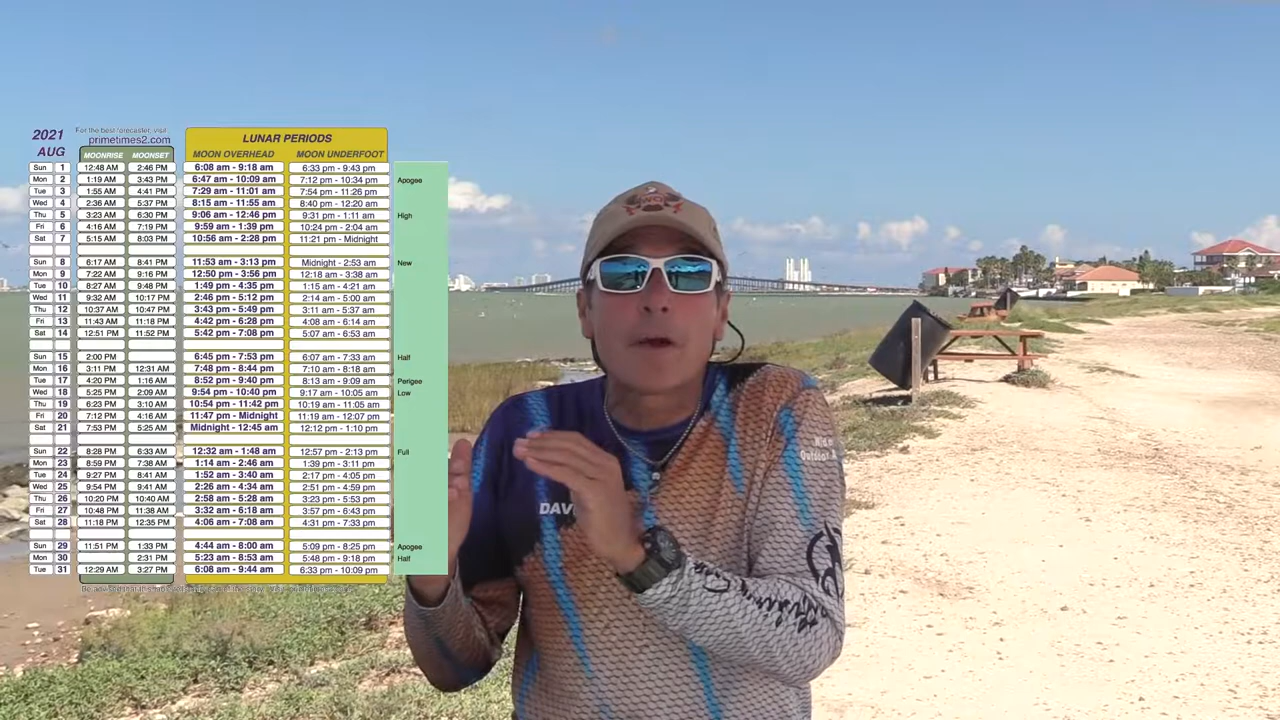 2021
AUG
For the best forecaster, visit
primetimes2.com
MOONRISE MOONSET
LUNAR PERIODS
MOON OVERHEAD MOON UNDERFOOT
Sun 1 12:48 AM 2:46 PM 6:08 am - 9:18 am 6:33 pm - 9:43 pm
Mon 2 1:19 AM 3:43 PM 6:47 am - 10:09 am 7:12 pm - 10:34 pm Apogee
Tue 3 1:55 AM 4:41 PM 7:29 am - 11:01 am 7:54 pm - 11:26 pm
Wed 4 2:36 AM 5:37 PM 8:15 am - 11:55 am 8:40 pm - 12:20 am
Thu 5 3:23 AM 6:30 PM 9:06 am - 12:46 pm 9:31 pm - 1:11 am High
Fri 6 4:16 AM 7:19 PM 9:59 am - 1:39 pm 10:24 pm - 2:04 am
Sat 7 5:15 AM 8:03 PM 10:56 am - 2:28 pm 11:21 pm - Midnight
Sun 8 6:17 AM 8:41 PM 11:53 am - 3:13 pm Midnight - 2:53 am New
Mon 9 7:22 AM 9:16 PM 12:50 pm - 3:56 pm 12:18 am - 3:38 am
Tue 10 8:27 AM 9:48 PM 1:49 pm - 4:35 pm 1:15 am - 4:21 am
Wed 11 9:32 AM 10:17 PM 2:46 pm - 5:12 pm 2:14 am - 5:00 am
Thu 12 10:37 AM 10:47 PM 3:43 pm - 5:49 pm 3:11 am - 5:37 am
Fri 13 11:43 AM 11:18 PM 4:42 pm - 6:28 pm 4:08 am - 6:14 am
Sat 14 12:51 PM 11:52 PM 5:42 pm - 7:08 pm 5:07 am - 6:53 am
Sun 15 2:00 PM 6:45 pm - 7:53 pm 6:07 am - 7:33 am Half
Mon 16 3:11 PM 12:31 AM 7:48 pm - 8:44 pm 7:10 am - 8:18 am
Tue 17 4:20 PM 1:16 AM 8:52 pm - 9:40 pm 8:13 am - 9:09 am Perigee
Wed 18 5:25 PM 2:09 AM 9:54 pm - 10:40 pm 9:17 am - 10:05 am Low
Thu 19 6:23 PM 3:10 AM 10:54 pm - 11:42 pm 10:19 am - 11:05 am
Fri 20 7:12 PM 4:16 AM 11:47 pm - Midnight 11:19 am - 12:07 pm
Sat 21 7:53 PM 5:25 AM Midnight - 12:45 am 12:12 pm - 1:10 pm
Sun 22 8:28 PM 6:33 AM 12:32 am - 1:48 am 12:57 pm - 2:13 pm Full
Mon 23 8:59 PM 7:38 AM 1:14 am - 2:46 am 1:39 pm - 3:11 pm
Tue 24 9:27 PM 8:41 AM 1:52 am - 3:40 am 2:17 pm - 4:05 pm
Wed 25 9:54 PM 9:41 AM 2:26 am - 4:34 am 2:51 pm - 4:59 pm
Thu 26 10:20 PM 10:40 AM 2:58 am - 5:28 am 3:23 pm - 5:53 pm
Fri 27 10:48 PM 11:38 AM 3:32 am - 6:18 am 3:57 pm - 6:43 pm
Sat 28 11:18 PM 12:35 PM 4:06 am - 7:08 am 4:31 pm - 7:33 pm
Sun 29 11:51 PM 1:33 PM 4:44 am - 8:00 am 5:09 pm - 8:25 pm Apogee
Mon 30 2:31 PM 5:23 am - 8:53 am 5:48 pm - 9:18 pm Half
Tue 31 12:29 AM 3:27 PM 6:08 am - 9:44 am 6:33 pm - 10:09 pm
DAV
Outdoor